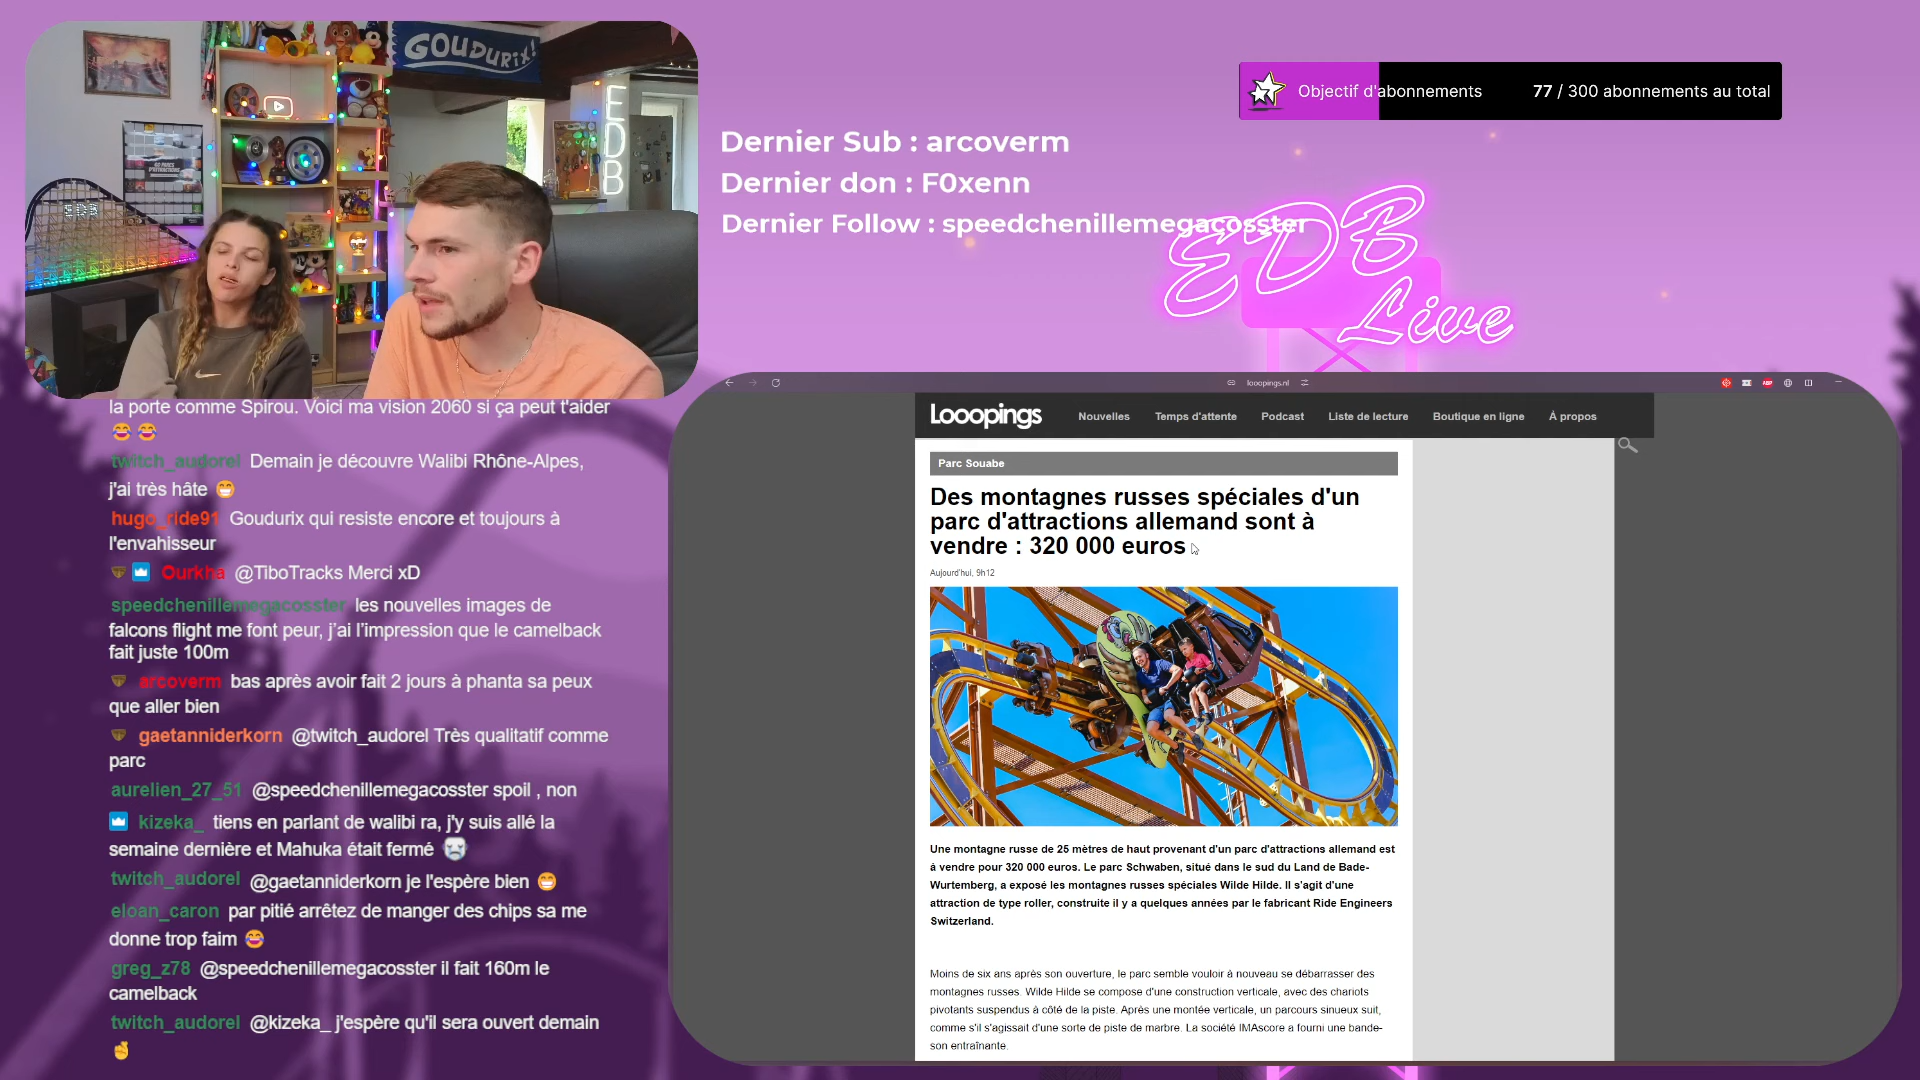 GOUDURIX!
EDB
EDB
Objectif d'abonnements
77 / 300 abonnements au total
Dernier Sub : arcoverm
Dernier don : F0xenn
Dernier Follow : speedchenillemegacosster
EDB
Live
la porte comme Spirou. Voici ma vision 2060 si ça peut t'aider
😂 😂
twitch_audorel Demain je découvre Walibi Rhône-Alpes,
j'ai très hâte 😁
hugo_ride91 Goudurix qui resiste encore et toujours à
l'envahisseur
Ourkha @TiboTracks Merci xD
speedchenillemegacosster les nouvelles images de
falcons flight me font peur, j'ai l'impression que le camelback
fait juste 100m
arcoverm bas après avoir fait 2 jours à phanta sa peux
que aller bien
gaetanniderkorn @twitch_audorel Très qualitatif comme
parc
aurelien_27_51 @speedchenillemegacosster spoil , non
kizeka_ tiens en parlant de walibi ra, j'y suis allé la
semaine dernière et Mahuka était fermé
twitch_audorel @gaetanniderkorn je l'espère bien 😁
eloan_caron par pitié arrêtez de manger des chips sa me
donne trop faim 😂
greg_z78 @speedchenillemegacosster il fait 160m le
camelback
twitch_audorel @kizeka_ j'espère qu'il sera ouvert demain
🤞
looopings.nl
ABP
Looopings
Nouvelles
Temps d'attente
Podcast
Liste de lecture
Boutique en ligne
À propos
Parc Souabe
Des montagnes russes spéciales d'un
parc d'attractions allemand sont à
vendre : 320 000 euros
Aujourd'hui, 9h12
Une montagne russe de 25 mètres de haut provenant d'un parc d'attractions allemand est
à vendre pour 320 000 euros. Le parc Schwaben, situé dans le sud du Land de Bade-
Wurtemberg, a exposé les montagnes russes spéciales Wilde Hilde. Il s'agit d'une
attraction de type roller, construite il y a quelques années par le fabricant Ride Engineers
Switzerland.
Moins de six ans après son ouverture, le parc semble vouloir à nouveau se débarrasser des
montagnes russes. Wilde Hilde se compose d'une construction verticale, avec des chariots
pivotants suspendus à côté de la piste. Après une montée verticale, un parcours sinueux suit,
comme s'il s'agissait d'une sorte de piste de marbre. La société IMAscore a fourni une bande-
son entraînante.